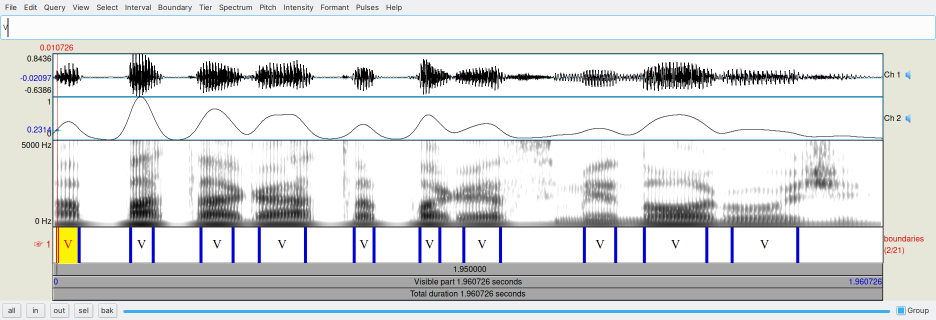 File Edit Query View Select Interval Boundary Tier Spectrum Pitch Intensity Formant Pulses Help
V
0.010726
0.8436
-0.02097
-0.6386
Ch 1
1
0.2314
0
Ch 2
5000 Hz
0 Hz
☞ 1
V V V V V V V V V V
boundaries
(2/21)
1.950000
0 Visible part 1.960726 seconds 1.960726
Total duration 1.960726 seconds
all in out sel bak Group